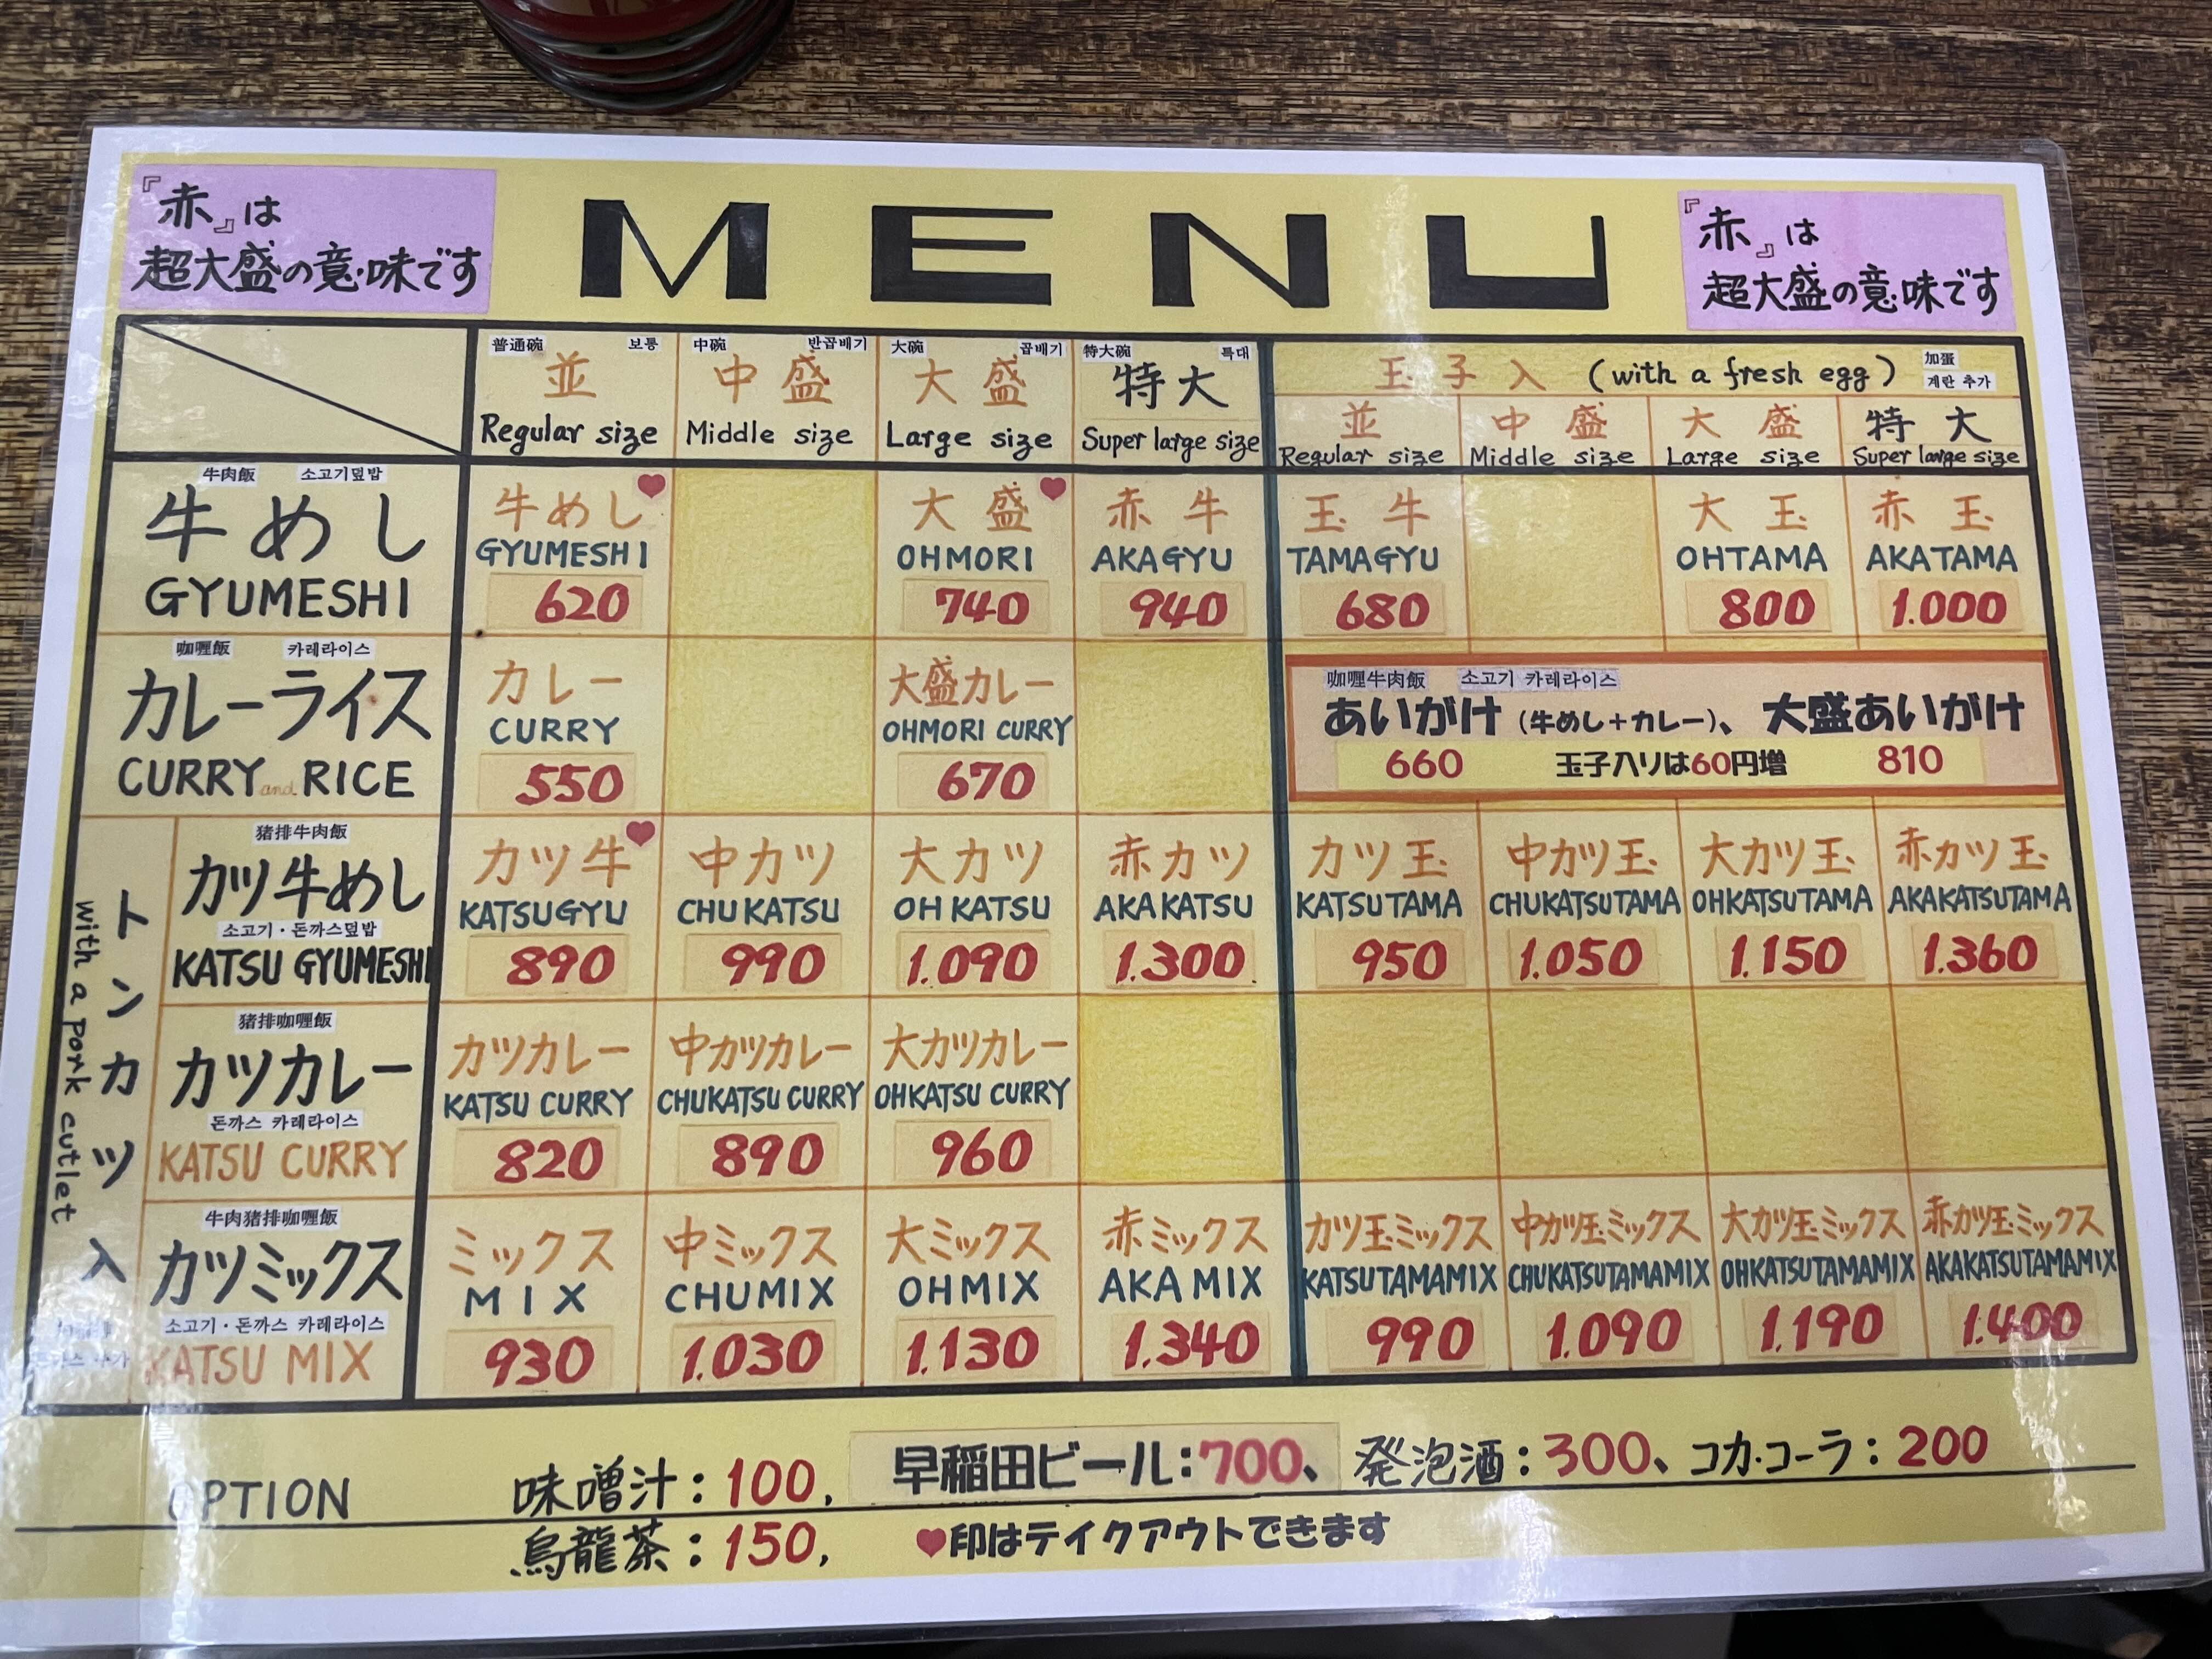 『赤』は
超大盛の意味です
MENU
『赤』は
超大盛の意味です
普通碗 보통
並
Regular size
中碗 반곱배기
中盛
Middle size
大碗 곱배기
大盛
Large size
特大碗 특대
特大
Super large size
玉子入 (with a fresh egg) 加蛋
계란 추가
並
Regular size
中盛
Middle size
大盛
Large size
特大
Super large size
牛肉飯 소고기덮밥
牛めし
GYUMESHI
牛めし♥
GYUMESHI
620
大盛♥
OHMORI
740
赤牛
AKAGYU
940
玉牛
TAMAGYU
680
大玉
OHTAMA
800
赤玉
AKATAMA
1.000
咖喱飯 카레라이스
カレーライス
CURRY and RICE
カレー
CURRY
550
大盛カレー
OHMORI CURRY
670
咖喱牛肉飯 소고기 카레라이스
あいがけ(牛めし+カレー)、大盛あいがけ
660 玉子入りは60円増 810
トンカツ入
with a pork cutlet
猪排牛肉飯
カツ牛めし
소고기·돈까스덮밥
KATSU GYUMESHI
カツ牛♥
KATSUGYU
890
中カツ
CHUKATSU
990
大カツ
OHKATSU
1.090
赤カツ
AKAKATSU
1.300
カツ玉
KATSUTAMA
950
中カツ玉
CHUKATSUTAMA
1.050
大カツ玉
OHKATSUTAMA
1.150
赤カツ玉
AKAKATSUTAMA
1.360
猪排咖喱飯
カツカレー
돈까스 카레라이스
KATSU CURRY
カツカレー
KATSU CURRY
820
中カツカレー
CHUKATSU CURRY
890
大カツカレー
OHKATSU CURRY
960
牛肉猪排咖喱飯
カツミックス
소고기·돈까스 카레라이스
KATSU MIX
ミックス
MIX
930
中ミックス
CHUMIX
1.030
大ミックス
OHMIX
1.130
赤ミックス
AKAMIX
1.340
カツ玉ミックス
KATSUTAMAMIX
990
中カツ玉ミックス
CHUKATSUTAMAMIX
1.090
大カツ玉ミックス
OHKATSUTAMAMIX
1.190
赤カツ玉ミックス
AKAKATSUTAMAMIX
1.400
OPTION 味噌汁:100、早稲田ビール:700、発泡酒:300、コカ・コーラ:200
烏龍茶:150, ♥印はテイクアウトできます